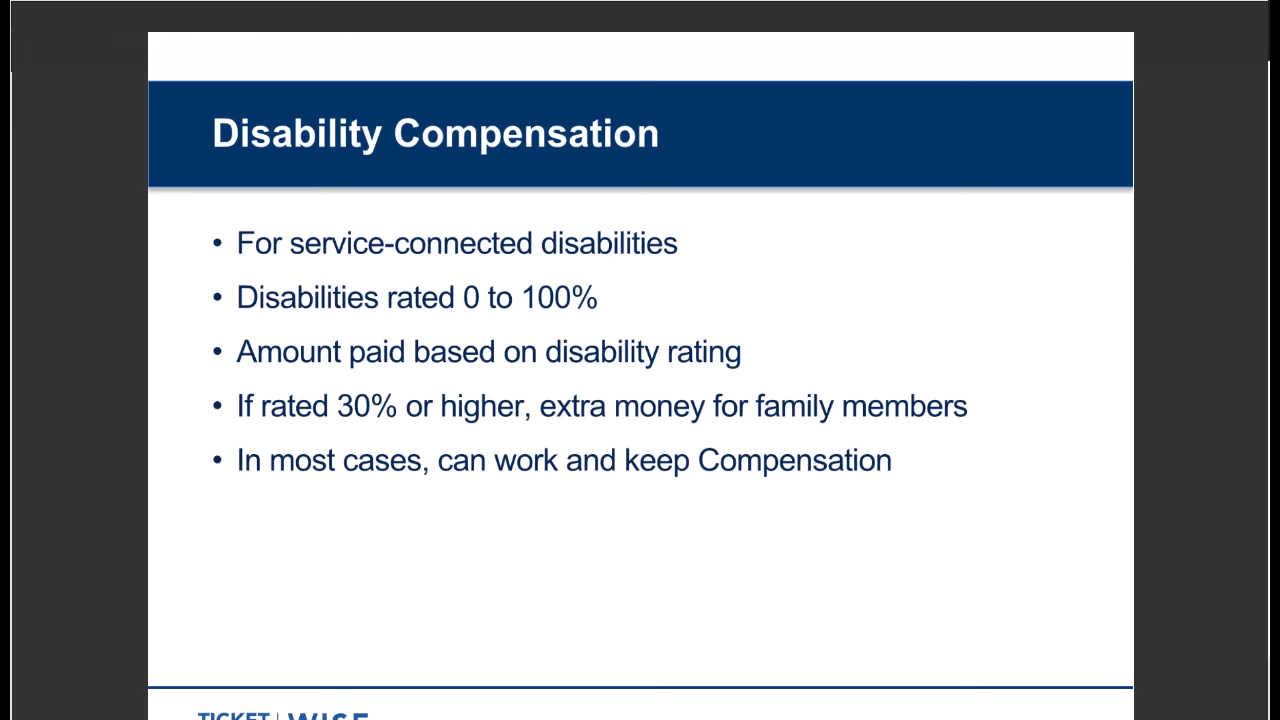 Disability Compensation
• For service-connected disabilities
• Disabilities rated 0 to 100%
• Amount paid based on disability rating
• If rated 30% or higher, extra money for family members
• In most cases, can work and keep Compensation
TICKET | WISE